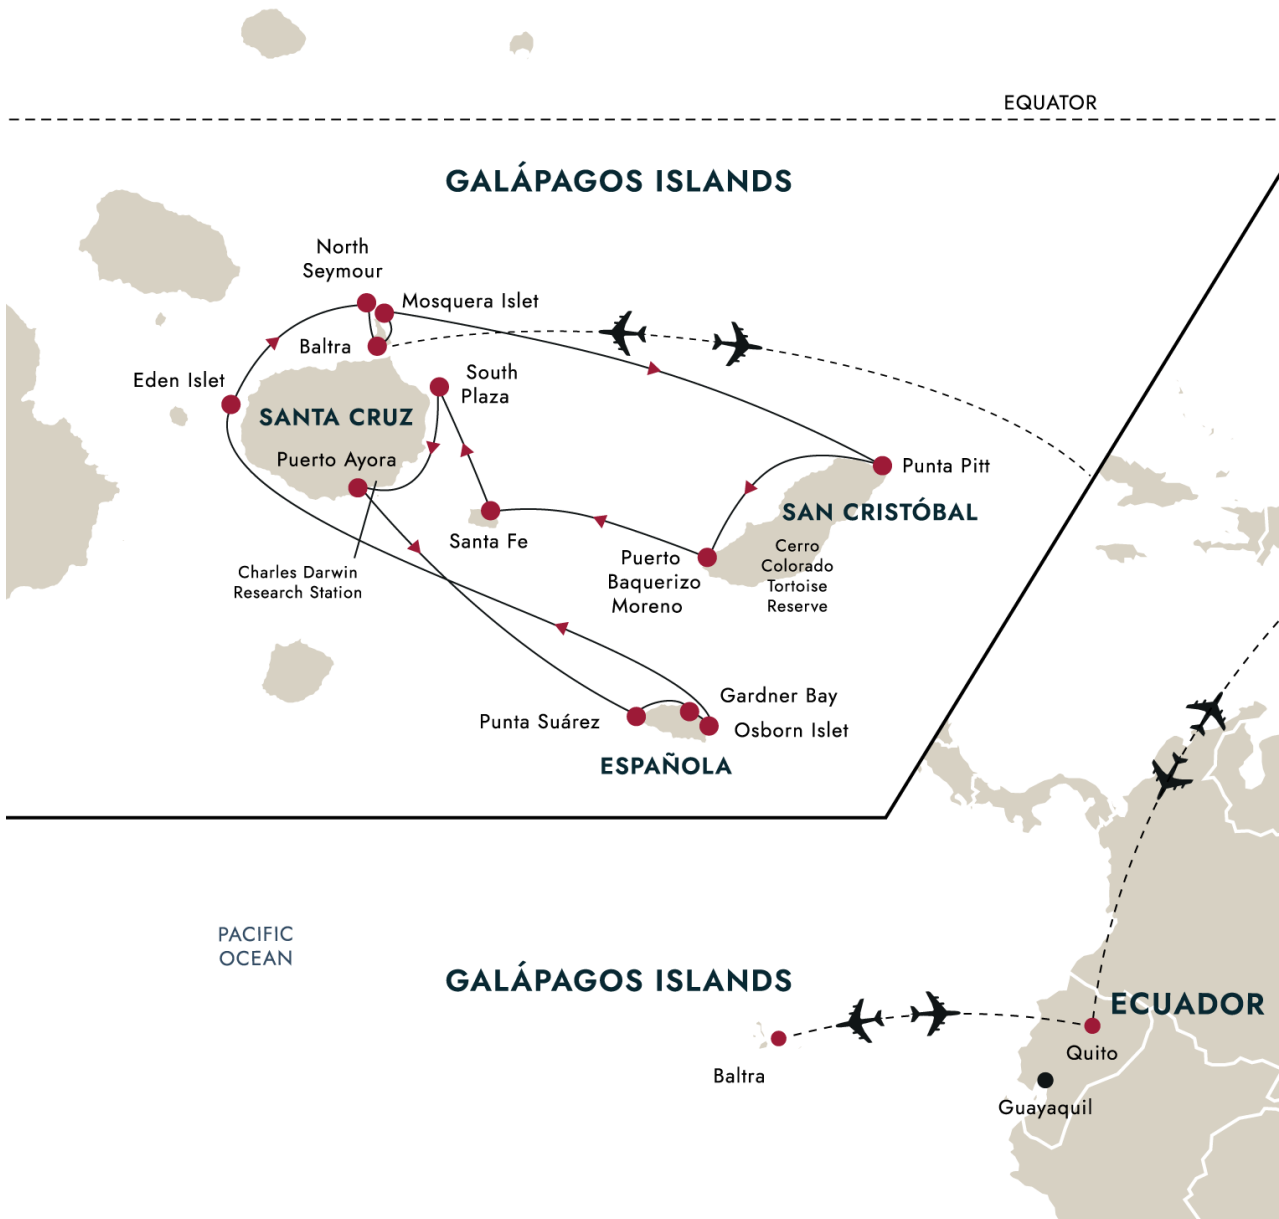 EQUATOR
GALÁPAGOS ISLANDS
North
Seymour
Mosquera Islet
Baltra
South
Plaza
Eden Islet
SANTA CRUZ
Puerto Ayora
Punta Pitt
SAN CRISTÓBAL
Santa Fe
Puerto
Baquerizo
Moreno
Cerro
Colorado
Tortoise
Reserve
Charles Darwin
Research Station
Gardner Bay
Punta Suárez
Osborn Islet
ESPAÑOLA
PACIFIC
OCEAN
GALÁPAGOS ISLANDS
ECUADOR
Quito
Baltra
Guayaquil